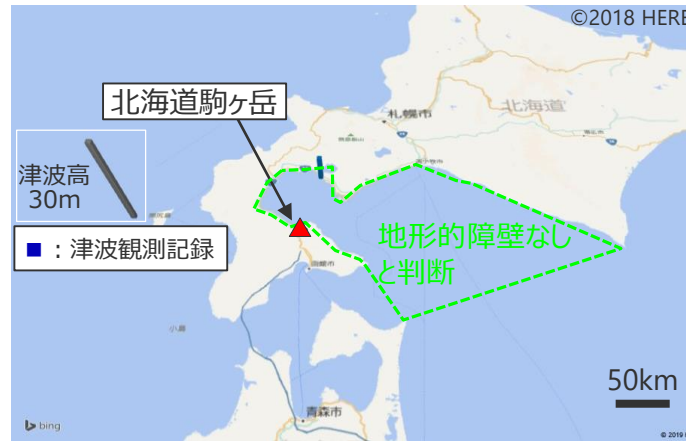 ©2018 HERE
北海道駒ヶ岳
札幌市
北海道
津波高
30m
■：津波観測記録
地形的障壁なし
と判断
函館市
小島
50km
青森市
bing
© 2019 H